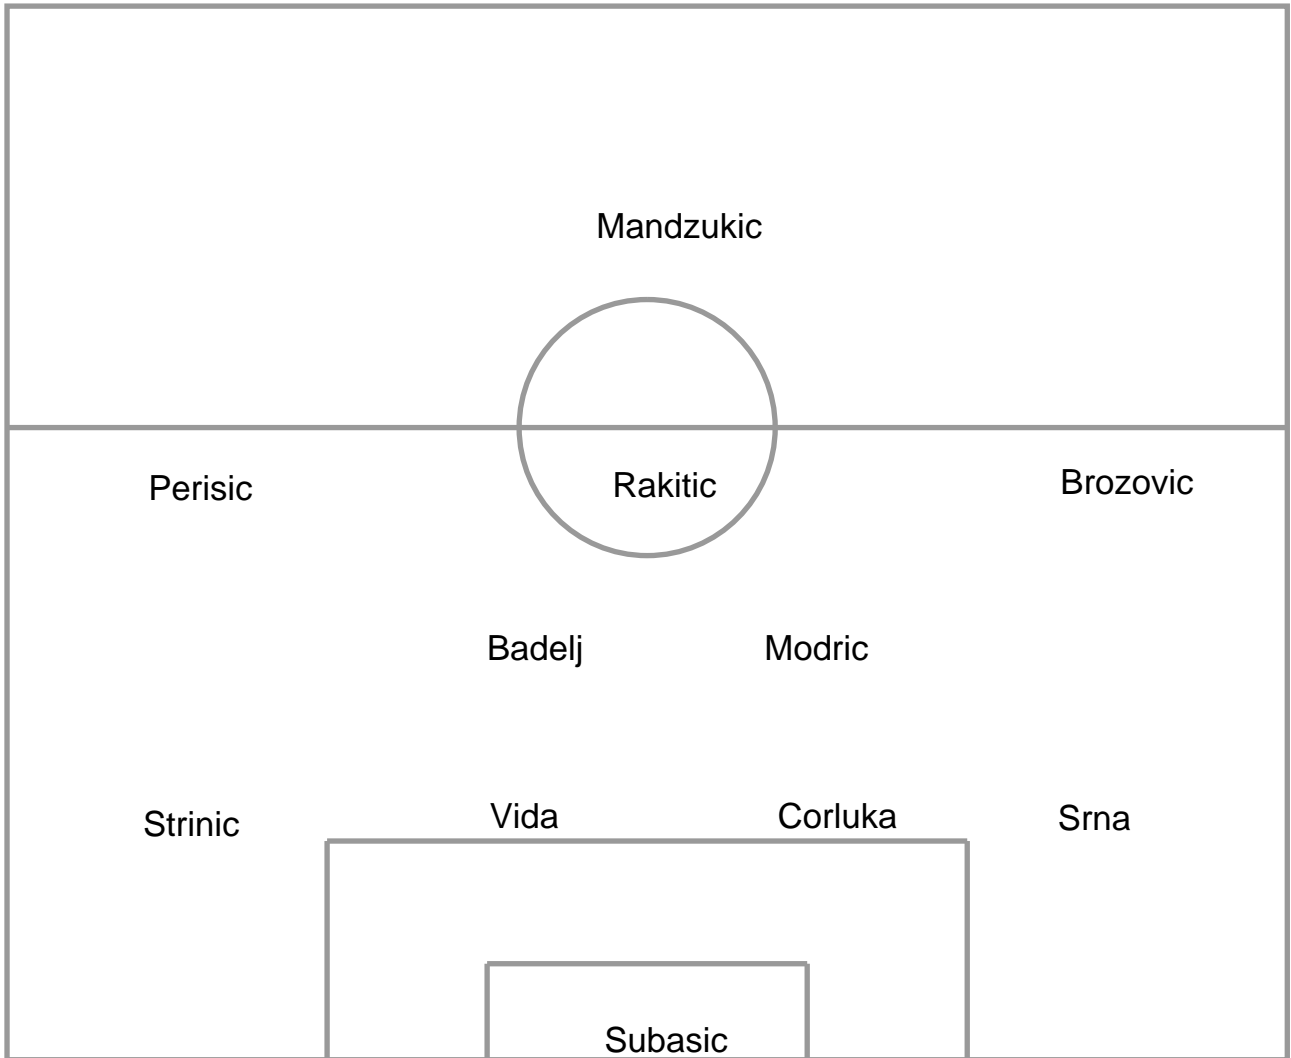 Mandzukic
Perisic
Rakitic
Brozovic
Badelj
Modric
Strinic
Vida
Corluka
Srna
Subasic